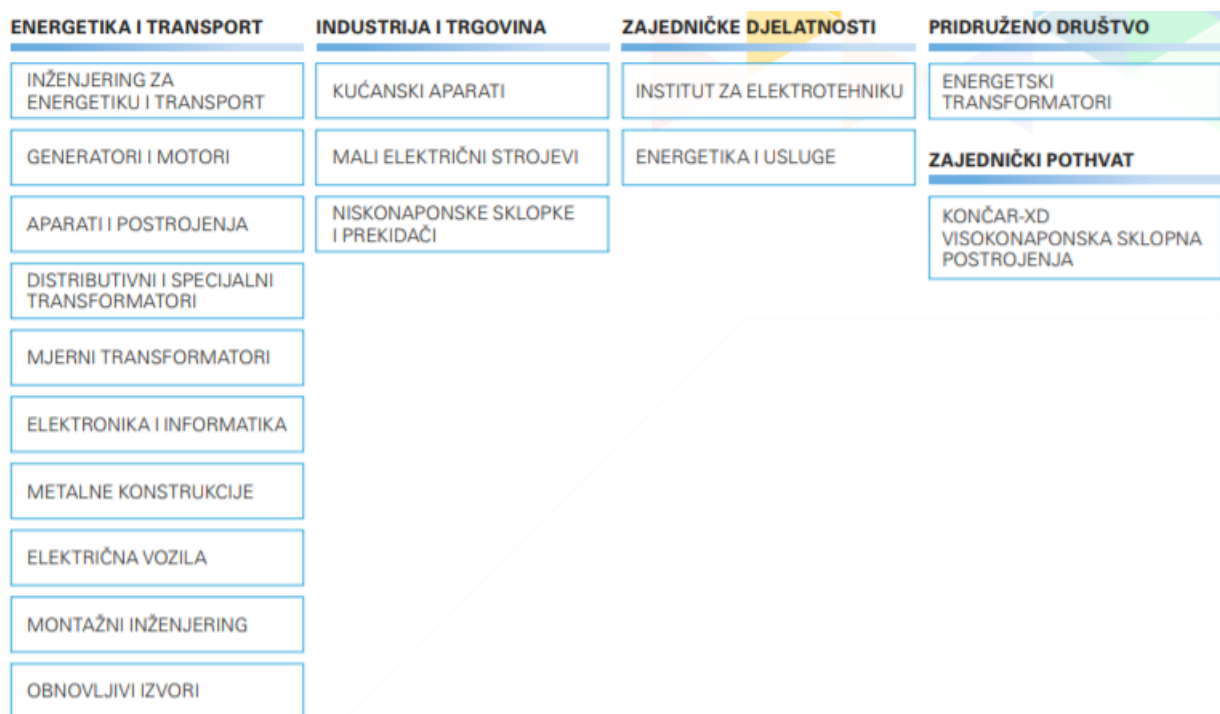 ENERGETIKA I TRANSPORT
INŽENJERING ZA
ENERGETIKU I TRANSPORT
GENERATORI I MOTORI
APARATI I POSTROJENJA
DISTRIBUTIVNI I SPECIJALNI
TRANSFORMATORI
MJERNI TRANSFORMATORI
ELEKTRONIKA I INFORMATIKA
METALNE KONSTRUKCIJE
ELEKTRIČNA VOZILA
MONTAŽNI INŽENJERING
OBNOVLJIVI IZVORI
INDUSTRIJA I TRGOVINA
KUĆANSKI APARATI
MALI ELEKTRIČNI STROJEVI
NISKONAPONSKE SKLOPKE
I PREKIDAČI
ZAJEDNIČKE DJELATNOSTI
INSTITUT ZA ELEKTROTEHNIKU
ENERGETIKA I USLUGE
PRIDRUŽENO DRUŠTVO
ENERGETSKI
TRANSFORMATORI
ZAJEDNIČKI POTHVAT
KONČAR-XD
VISOKONAPONSKA SKLOPNA
POSTROJENJA